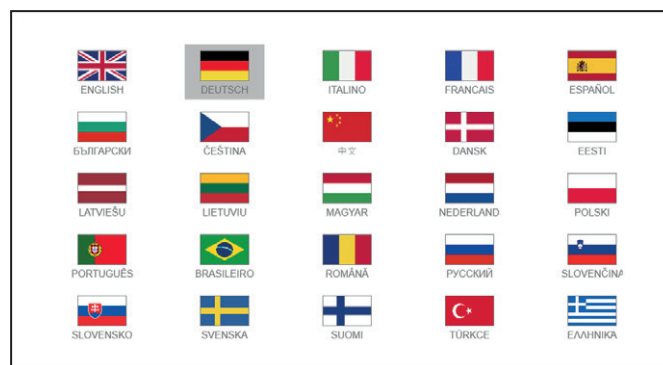 ENGLISH DEUTSCH ITALINO FRANCAIS ESPAÑOL
БЪЛГАРСКИ ČEŠTINA 中文 DANSK EESTI
LATVIEŠU LIETUVIU MAGYAR NEDERLAND POLSKI
PORTUGUÊS BRASILEIRO ROMÂNĂ РУССКИЙ SLOVENČINA
SLOVENSKO SVENSKA SUOMI TÜRKCE ΕΛΛΗΝΙΚΆ